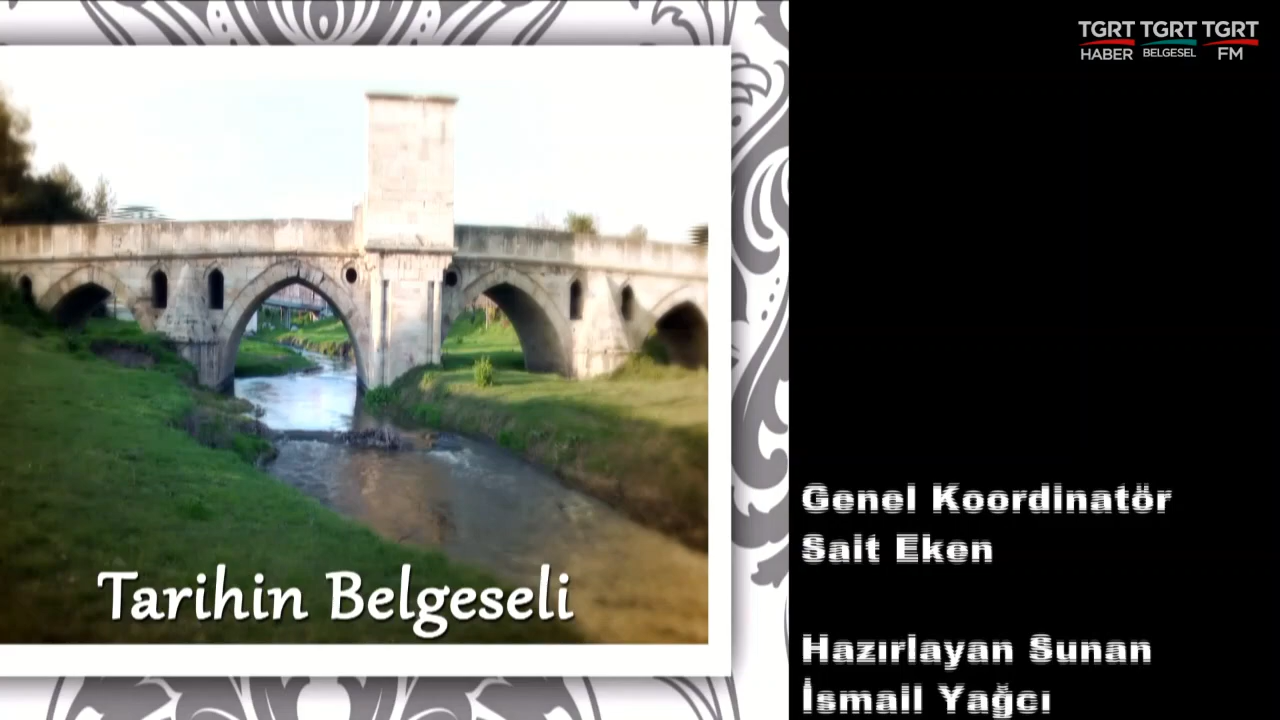 TGRT TGRT TGRT
HABER BELGESEL FM
Tarihin Belgeseli
Genel Koordinatör
Sait Eken
Hazırlayan Sunan
İsmail Yağcı